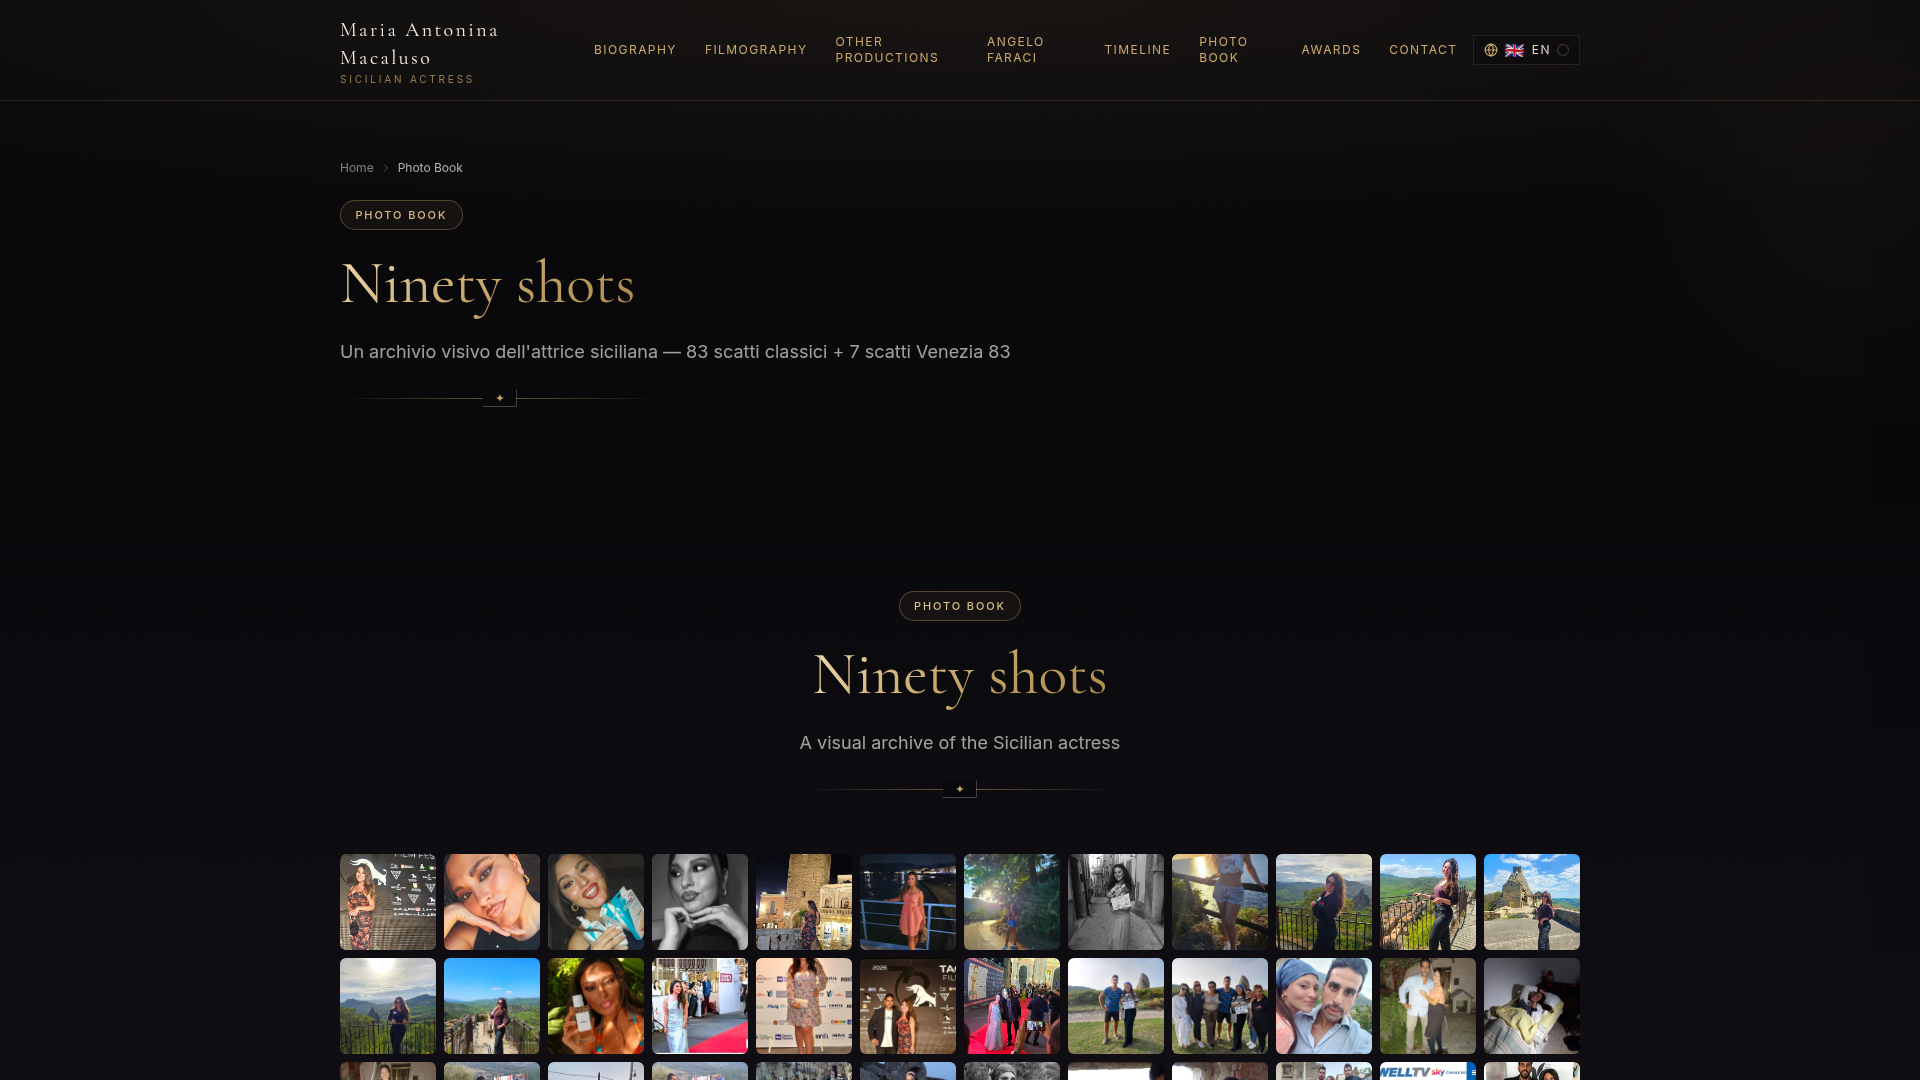 Maria Antonina
Macaluso
SICILIAN ACTRESS
BIOGRAPHY
FILMOGRAPHY
OTHER
PRODUCTIONS
ANGELO
FARACI
TIMELINE
PHOTO
BOOK
AWARDS
CONTACT
EN
Home
Photo Book
PHOTO BOOK
Ninety shots
Un archivio visivo dell'attrice siciliana — 83 scatti classici + 7 scatti Venezia 83
PHOTO BOOK
Ninety shots
A visual archive of the Sicilian actress
2025
WELLTV sky